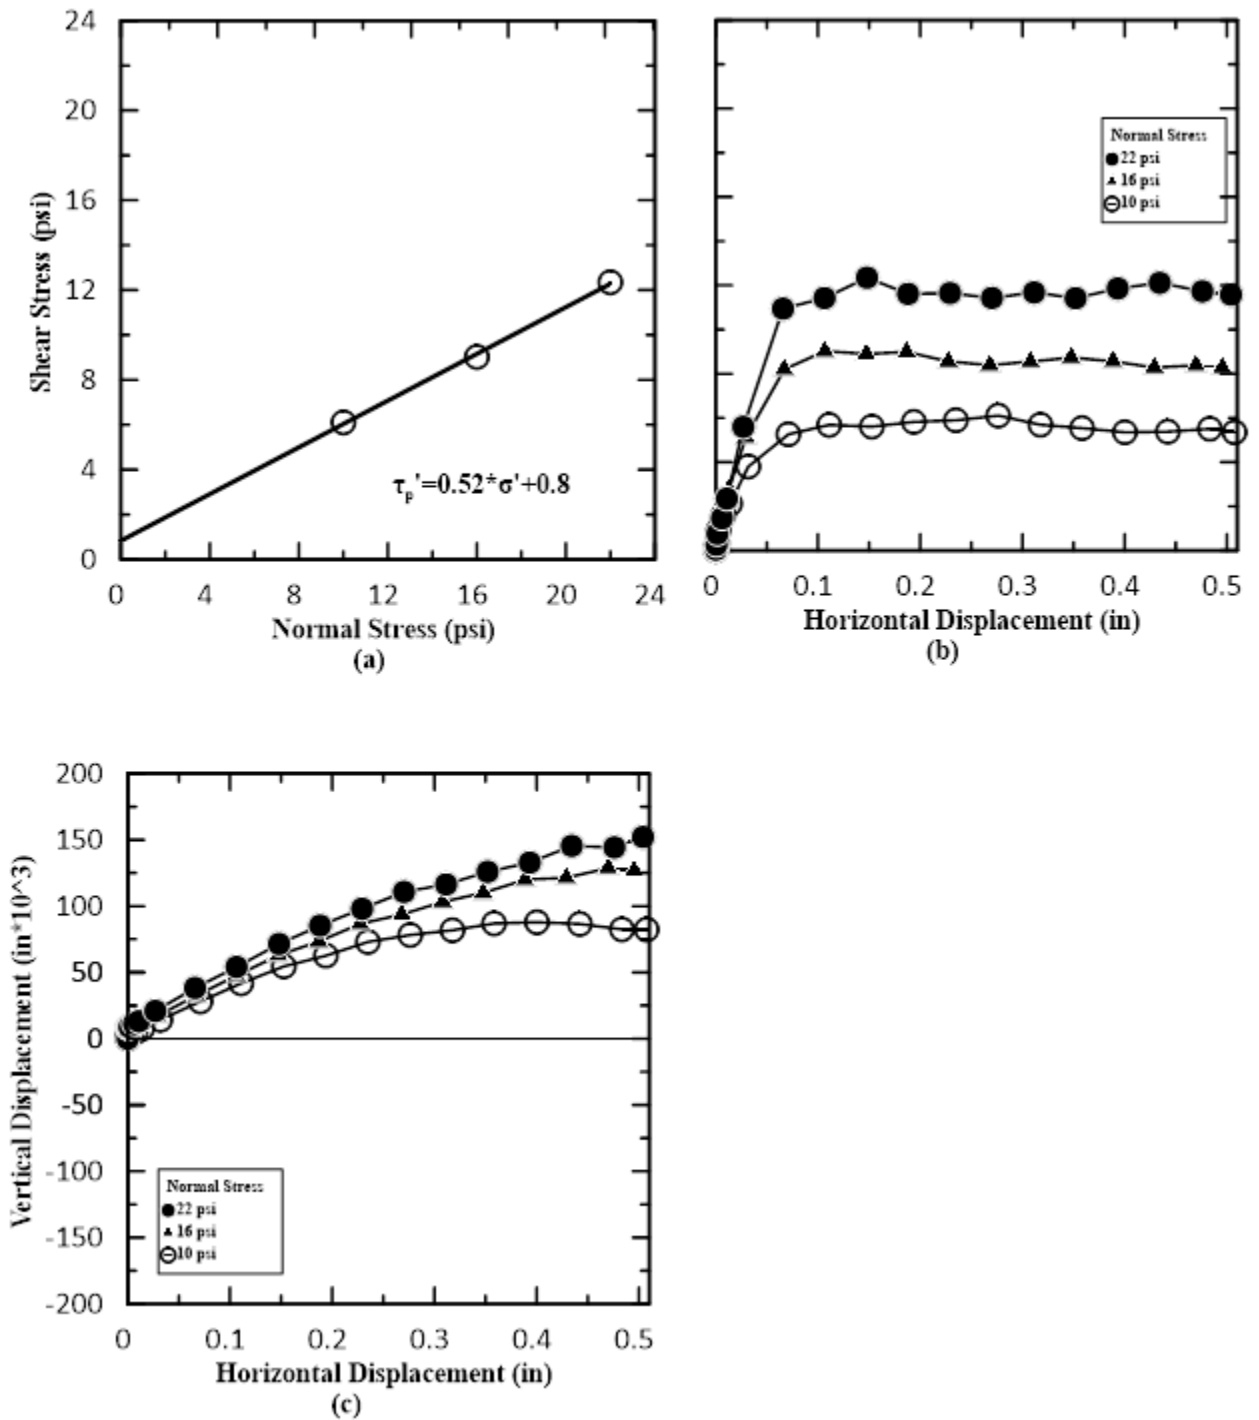 24
20
16
12
8
4
0
Shear Stress (psi)
τp'=0.52*σ'+0.8
0 4 8 12 16 20 24
Normal Stress (psi)
(a)
Normal Stress
22 psi
16 psi
10 psi
0 0.1 0.2 0.3 0.4 0.5
Horizontal Displacement (in)
(b)
200
150
100
50
0
-50
-100
-150
-200
Vertical Displacement (in*10^3)
Normal Stress
22 psi
16 psi
10 psi
0 0.1 0.2 0.3 0.4 0.5
Horizontal Displacement (in)
(c)